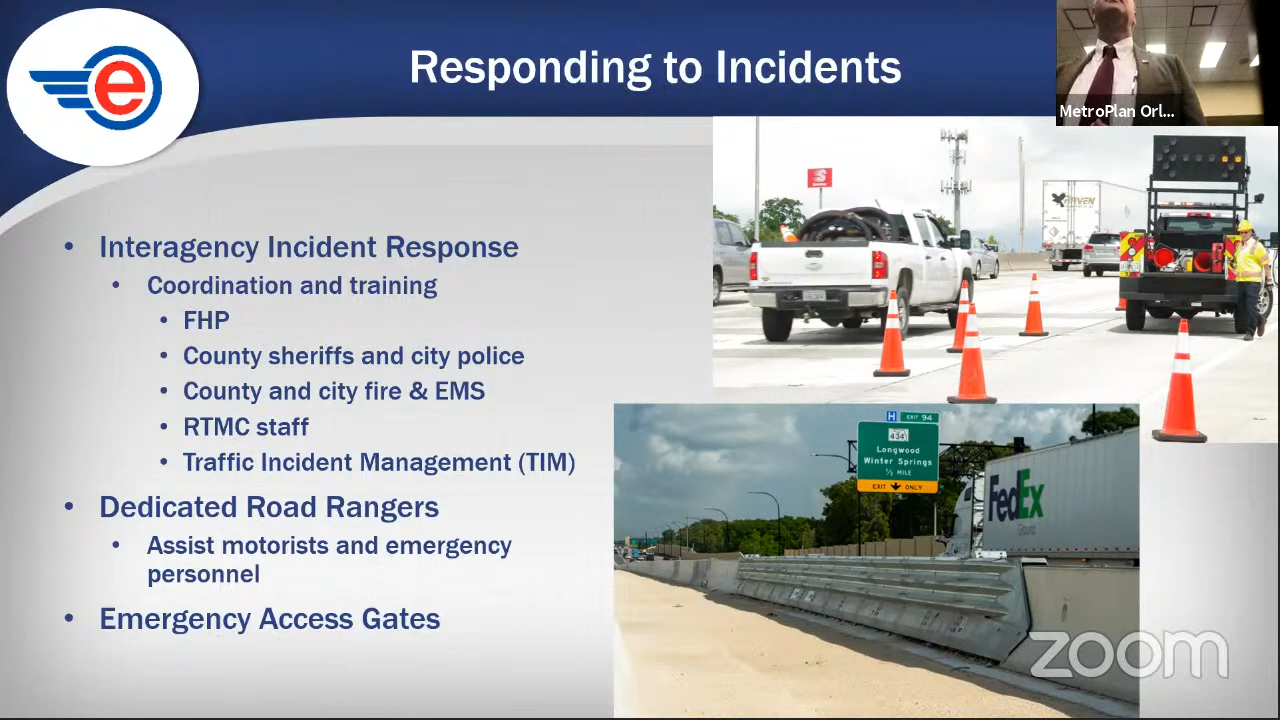 Responding to Incidents
e
MetroPlan Orl...
• Interagency Incident Response
• Coordination and training
• FHP
• County sheriffs and city police
• County and city fire & EMS
• RTMC staff
• Traffic Incident Management (TIM)
• Dedicated Road Rangers
• Assist motorists and emergency
personnel
• Emergency Access Gates
H EXIT 94
434
Longwood
Winter Springs
½ MILE
EXIT ONLY
FedEx
Ground
zoom